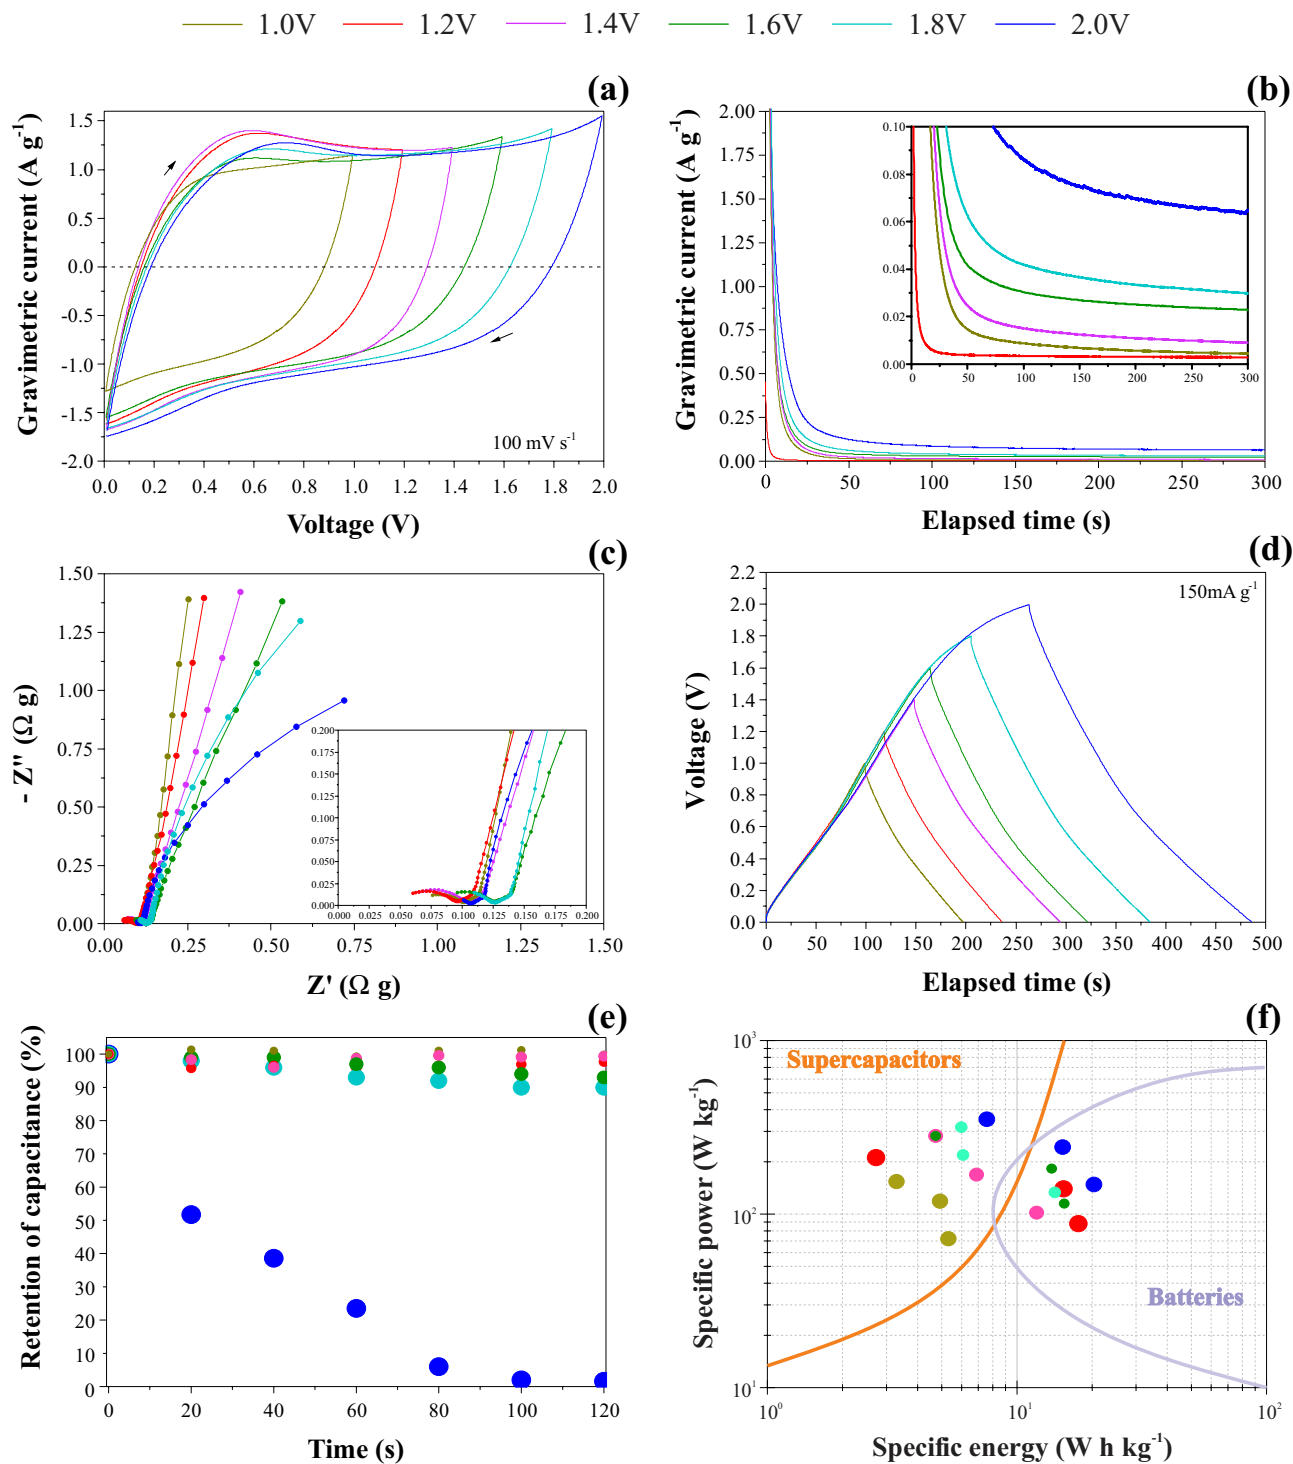 1.0V 1.2V 1.4V 1.6V 1.8V 2.0V
(a)
Gravimetric current (A g⁻¹)
1.5
1.0
0.5
0.0
-0.5
-1.0
-1.5
-2.0
100 mV s⁻¹
0.0 0.2 0.4 0.6 0.8 1.0 1.2 1.4 1.6 1.8 2.0
Voltage (V)
(b)
Gravimetric current (A g⁻¹)
2.00
1.75
1.50
1.25
1.00
0.75
0.50
0.25
0.00
0.10
0.08
0.06
0.04
0.02
0.00
0 50 100 150 200 250 300
0 50 100 150 200 250 300
Elapsed time (s)
(c)
- Z" (Ω g)
1.50
1.25
1.00
0.75
0.50
0.25
0.00
0.200
0.175
0.150
0.125
0.100
0.075
0.050
0.025
0.000
0.000 0.025 0.050 0.075 0.100 0.125 0.150 0.175 0.200
0.00 0.25 0.50 0.75 1.00 1.25 1.50
Z' (Ω g)
(d)
Voltage (V)
2.2
2.0
1.8
1.6
1.4
1.2
1.0
0.8
0.6
0.4
0.2
0.0
150mA g⁻¹
0 50 100 150 200 250 300 350 400 450 500
Elapsed time (s)
(e)
Retention of capacitance (%)
100
90
80
70
60
50
40
30
20
10
0
0 20 40 60 80 100 120
Time (s)
(f)
Specific power (W kg⁻¹)
10³
10²
10¹
Supercapacitors
Batteries
10⁰ 10¹ 10²
Specific energy (W h kg⁻¹)